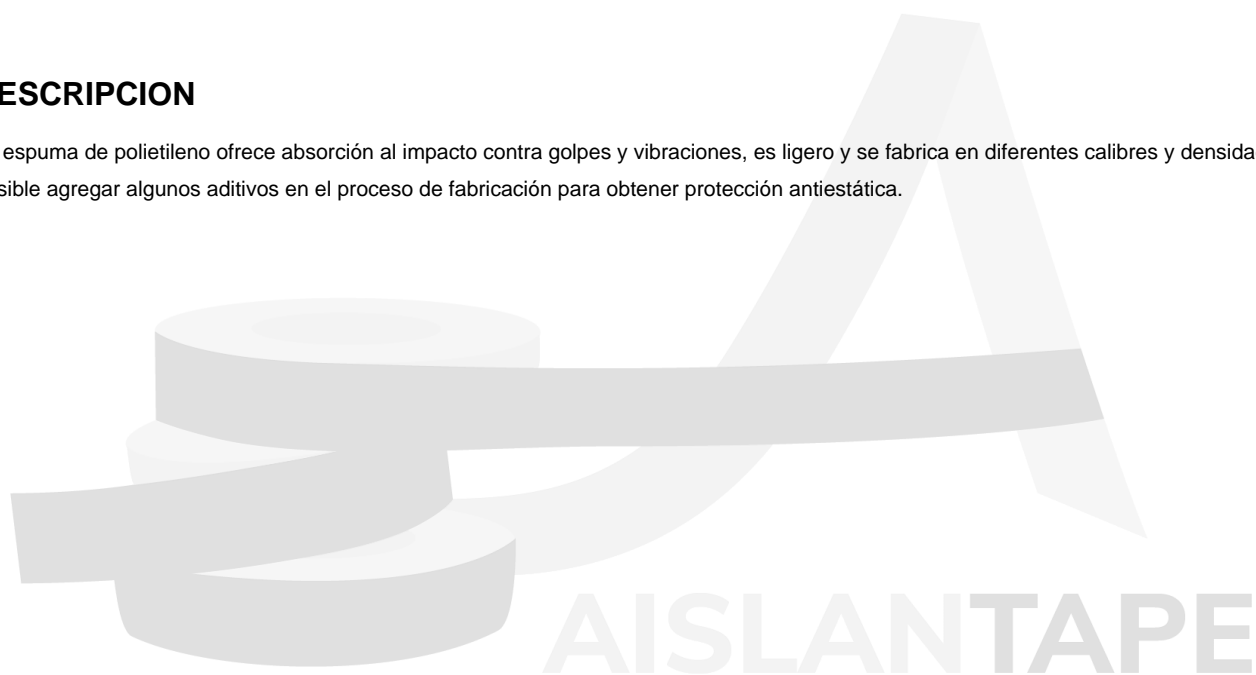 ESCRIPCION
espuma de polietileno ofrece absorción al impacto contra golpes y vibraciones, es ligero y se fabrica en diferentes calibres y densida
sible agregar algunos aditivos en el proceso de fabricación para obtener protección antiestática.
AISLANTAPE